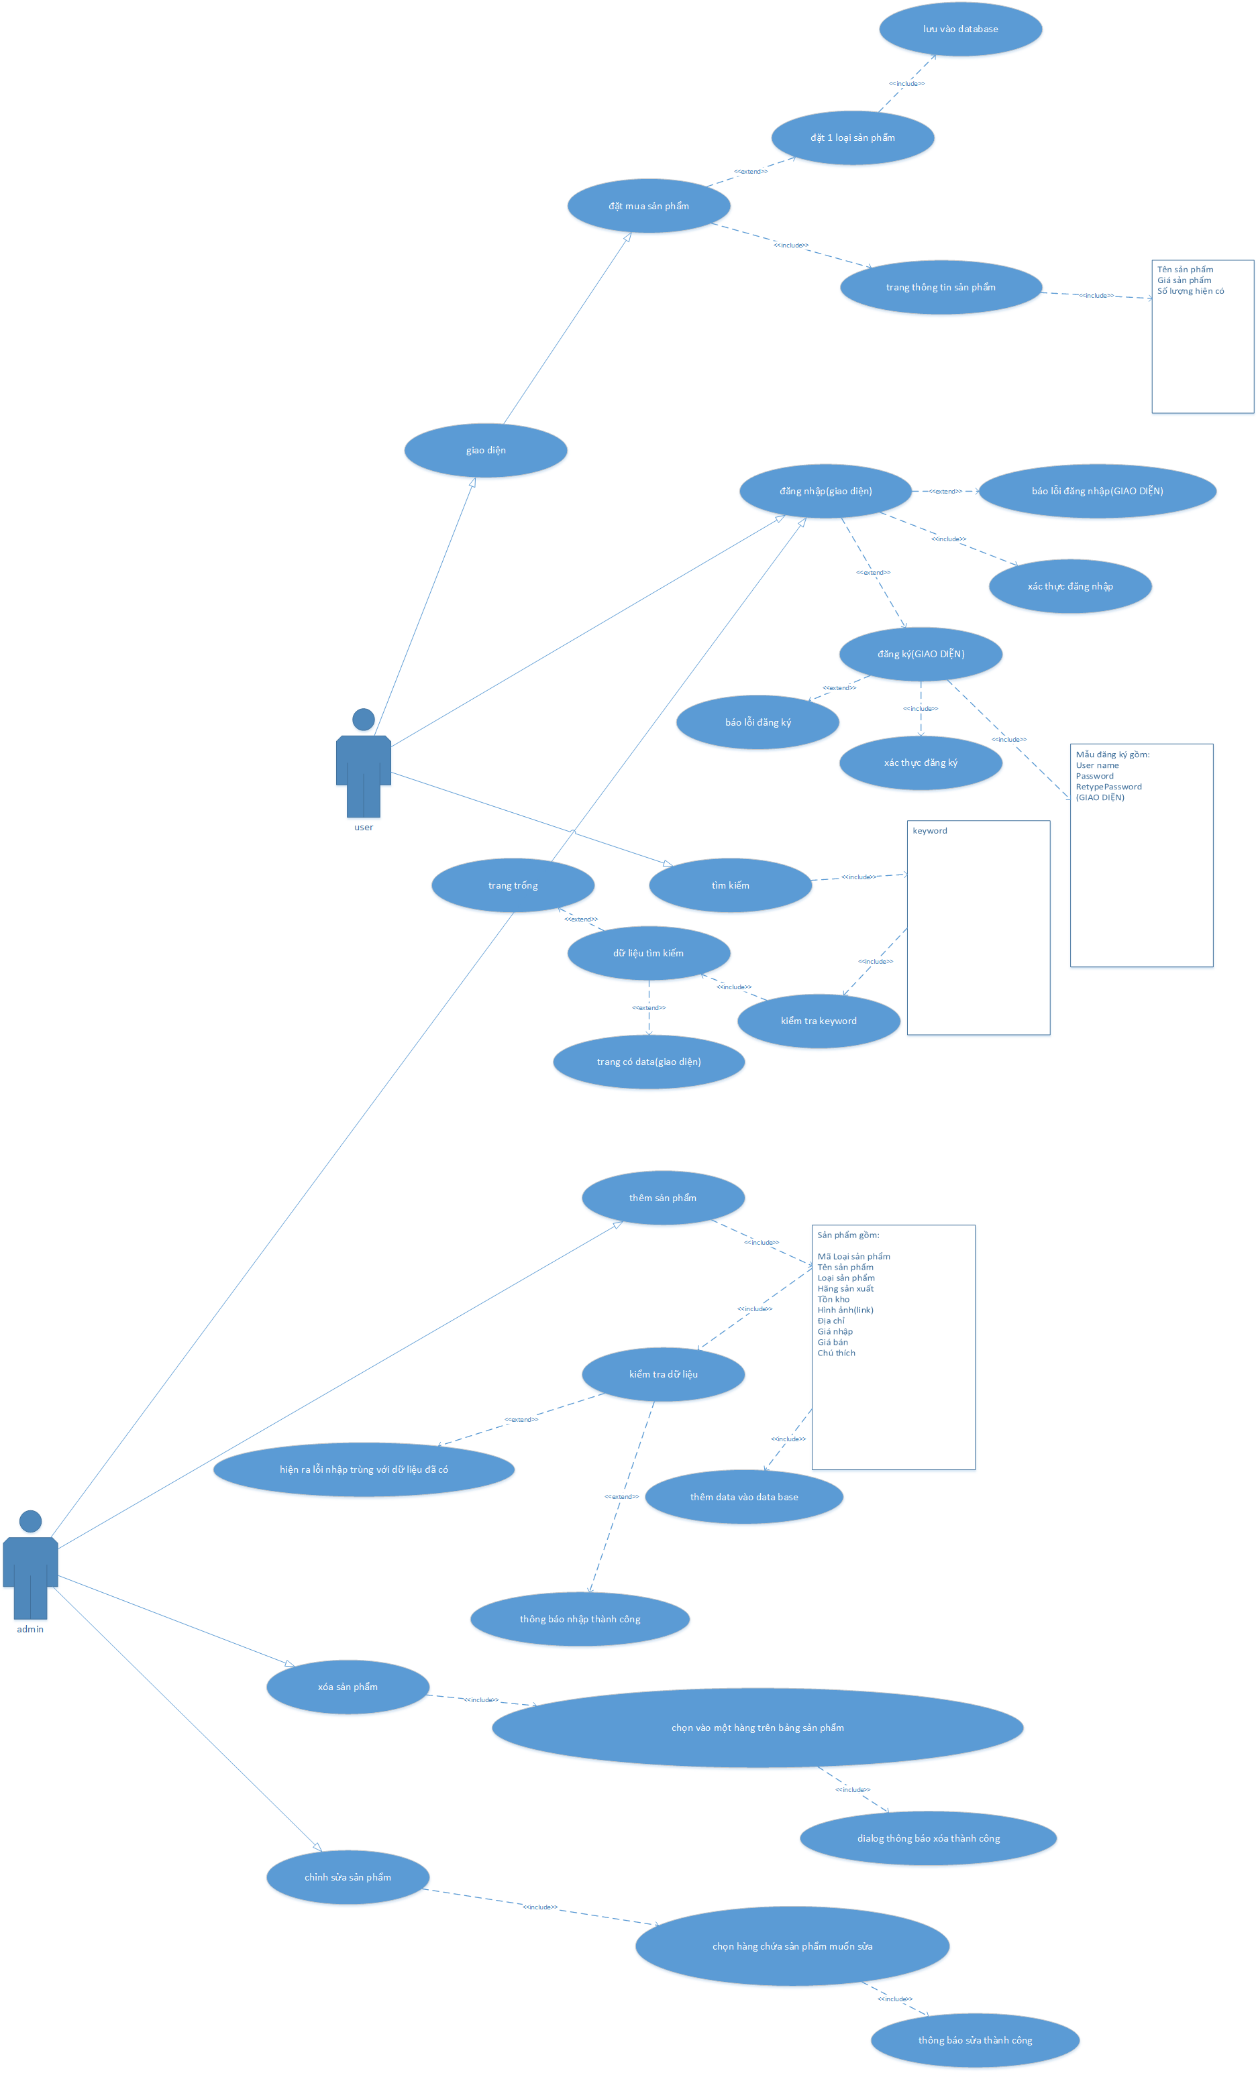 lưu vào database
<<include>>
đặt 1 loại sản phẩm
<<extend>>
đặt mua sản phẩm
<<include>>
trang thông tin sản phẩm
<<include>>
Tên sản phẩm
Giá sản phẩm
Số lượng hiện có
giao diện
đăng nhập(giao diện)
<<extend>>
báo lỗi đăng nhập(GIAO DIỆN)
<<include>>
xác thực đăng nhập
<<extend>>
đăng ký(GIAO DIỆN)
<<extend>>
báo lỗi đăng ký
<<include>>
xác thực đăng ký
<<include>>
Mẫu đăng ký gồm:
User name
Password
RetypePassword
(GIAO DIỆN)
user
keyword
trang trống
tìm kiếm
<<include>>
<<extend>>
dữ liệu tìm kiếm
<<include>>
<<include>>
<<extend>>
kiểm tra keyword
trang có data(giao diện)
thêm sản phẩm
<<include>>
Sản phẩm gồm:
Mã Loại sản phẩm
Tên sản phẩm
Loại sản phẩm
Hãng sản xuất
Tồn kho
Hình ảnh(link)
Địa chỉ
Giá nhập
Giá bán
Chú thích
<<include>>
kiểm tra dữ liệu
<<extend>>
<<include>>
hiện ra lỗi nhập trùng với dữ liệu đã có
<<extend>>
thêm data vào data base
thông báo nhập thành công
admin
xóa sản phẩm
<<include>>
chọn vào một hàng trên bảng sản phẩm
<<include>>
dialog thông báo xóa thành công
chỉnh sửa sản phẩm
<<include>>
chọn hàng chứa sản phẩm muốn sửa
<<include>>
thông báo sửa thành công